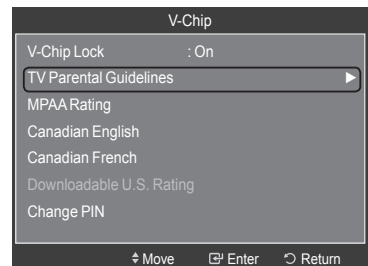 V-Chip
V-Chip Lock : On
TV Parental Guidelines ►
MPAA Rating
Canadian English
Canadian French
Downloadable U.S. Rating
Change PIN
Move Enter Return